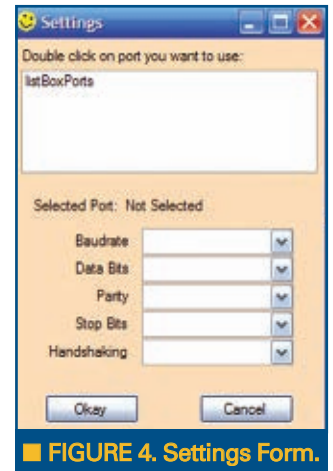 Settings
Double click on port you want to use:
listBoxPorts
Selected Port: Not Selected
Baudrate
Data Bits
Party
Stop Bits
Handshaking
Okay Cancel
■ FIGURE 4. Settings Form.